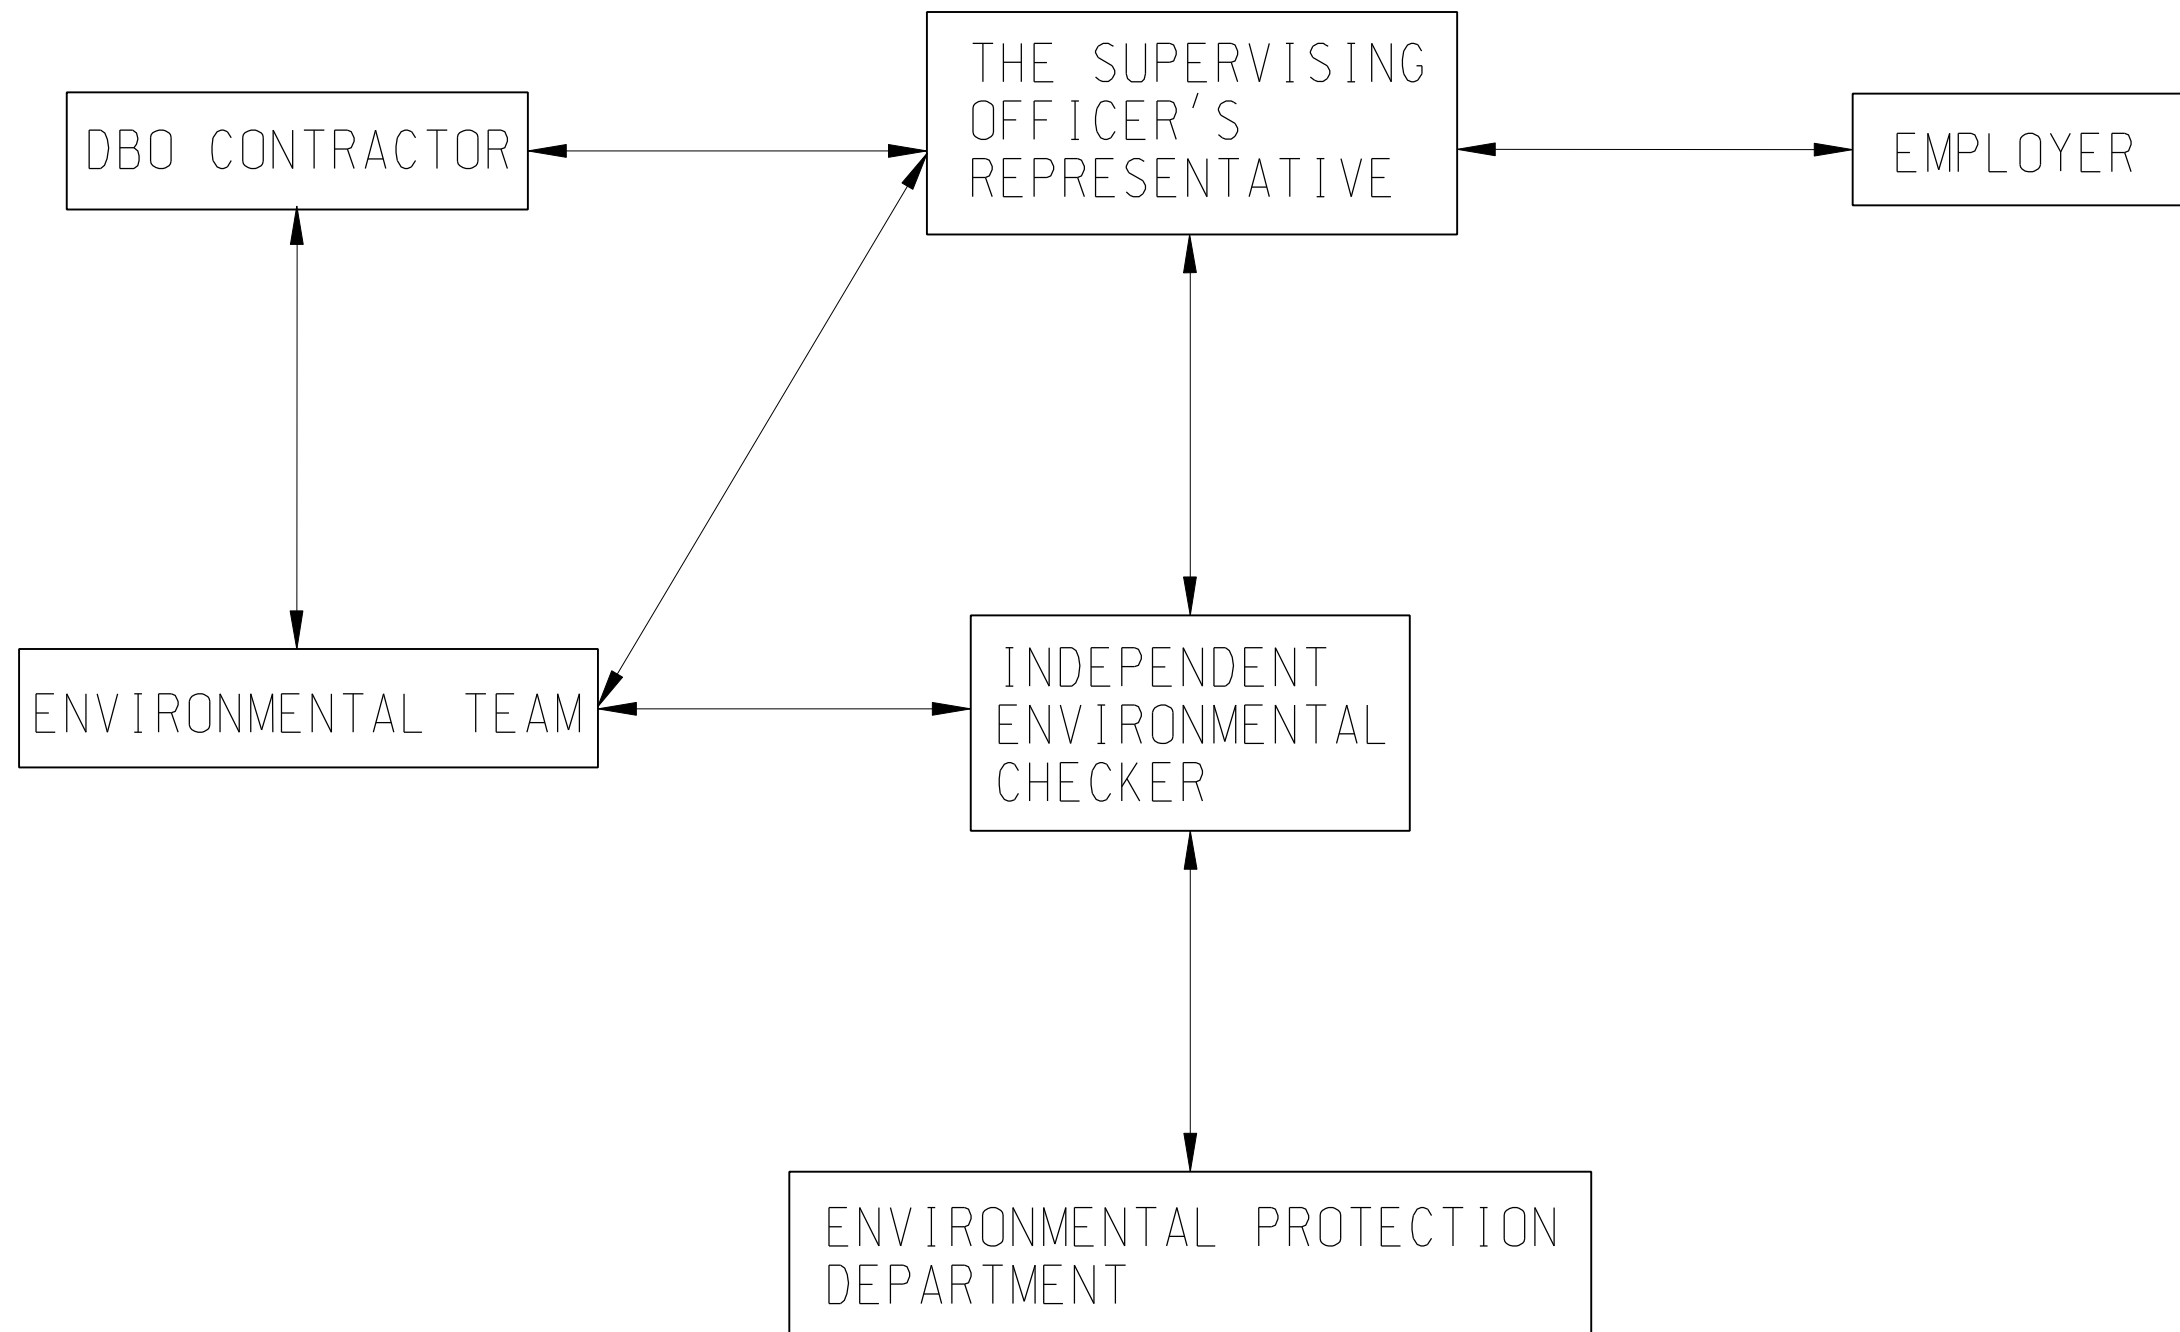 THE SUPERVISING
OFFICER'S
REPRESENTATIVE
DBO CONTRACTOR
EMPLOYER
ENVIRONMENTAL TEAM
INDEPENDENT
ENVIRONMENTAL
CHECKER
ENVIRONMENTAL PROTECTION
DEPARTMENT